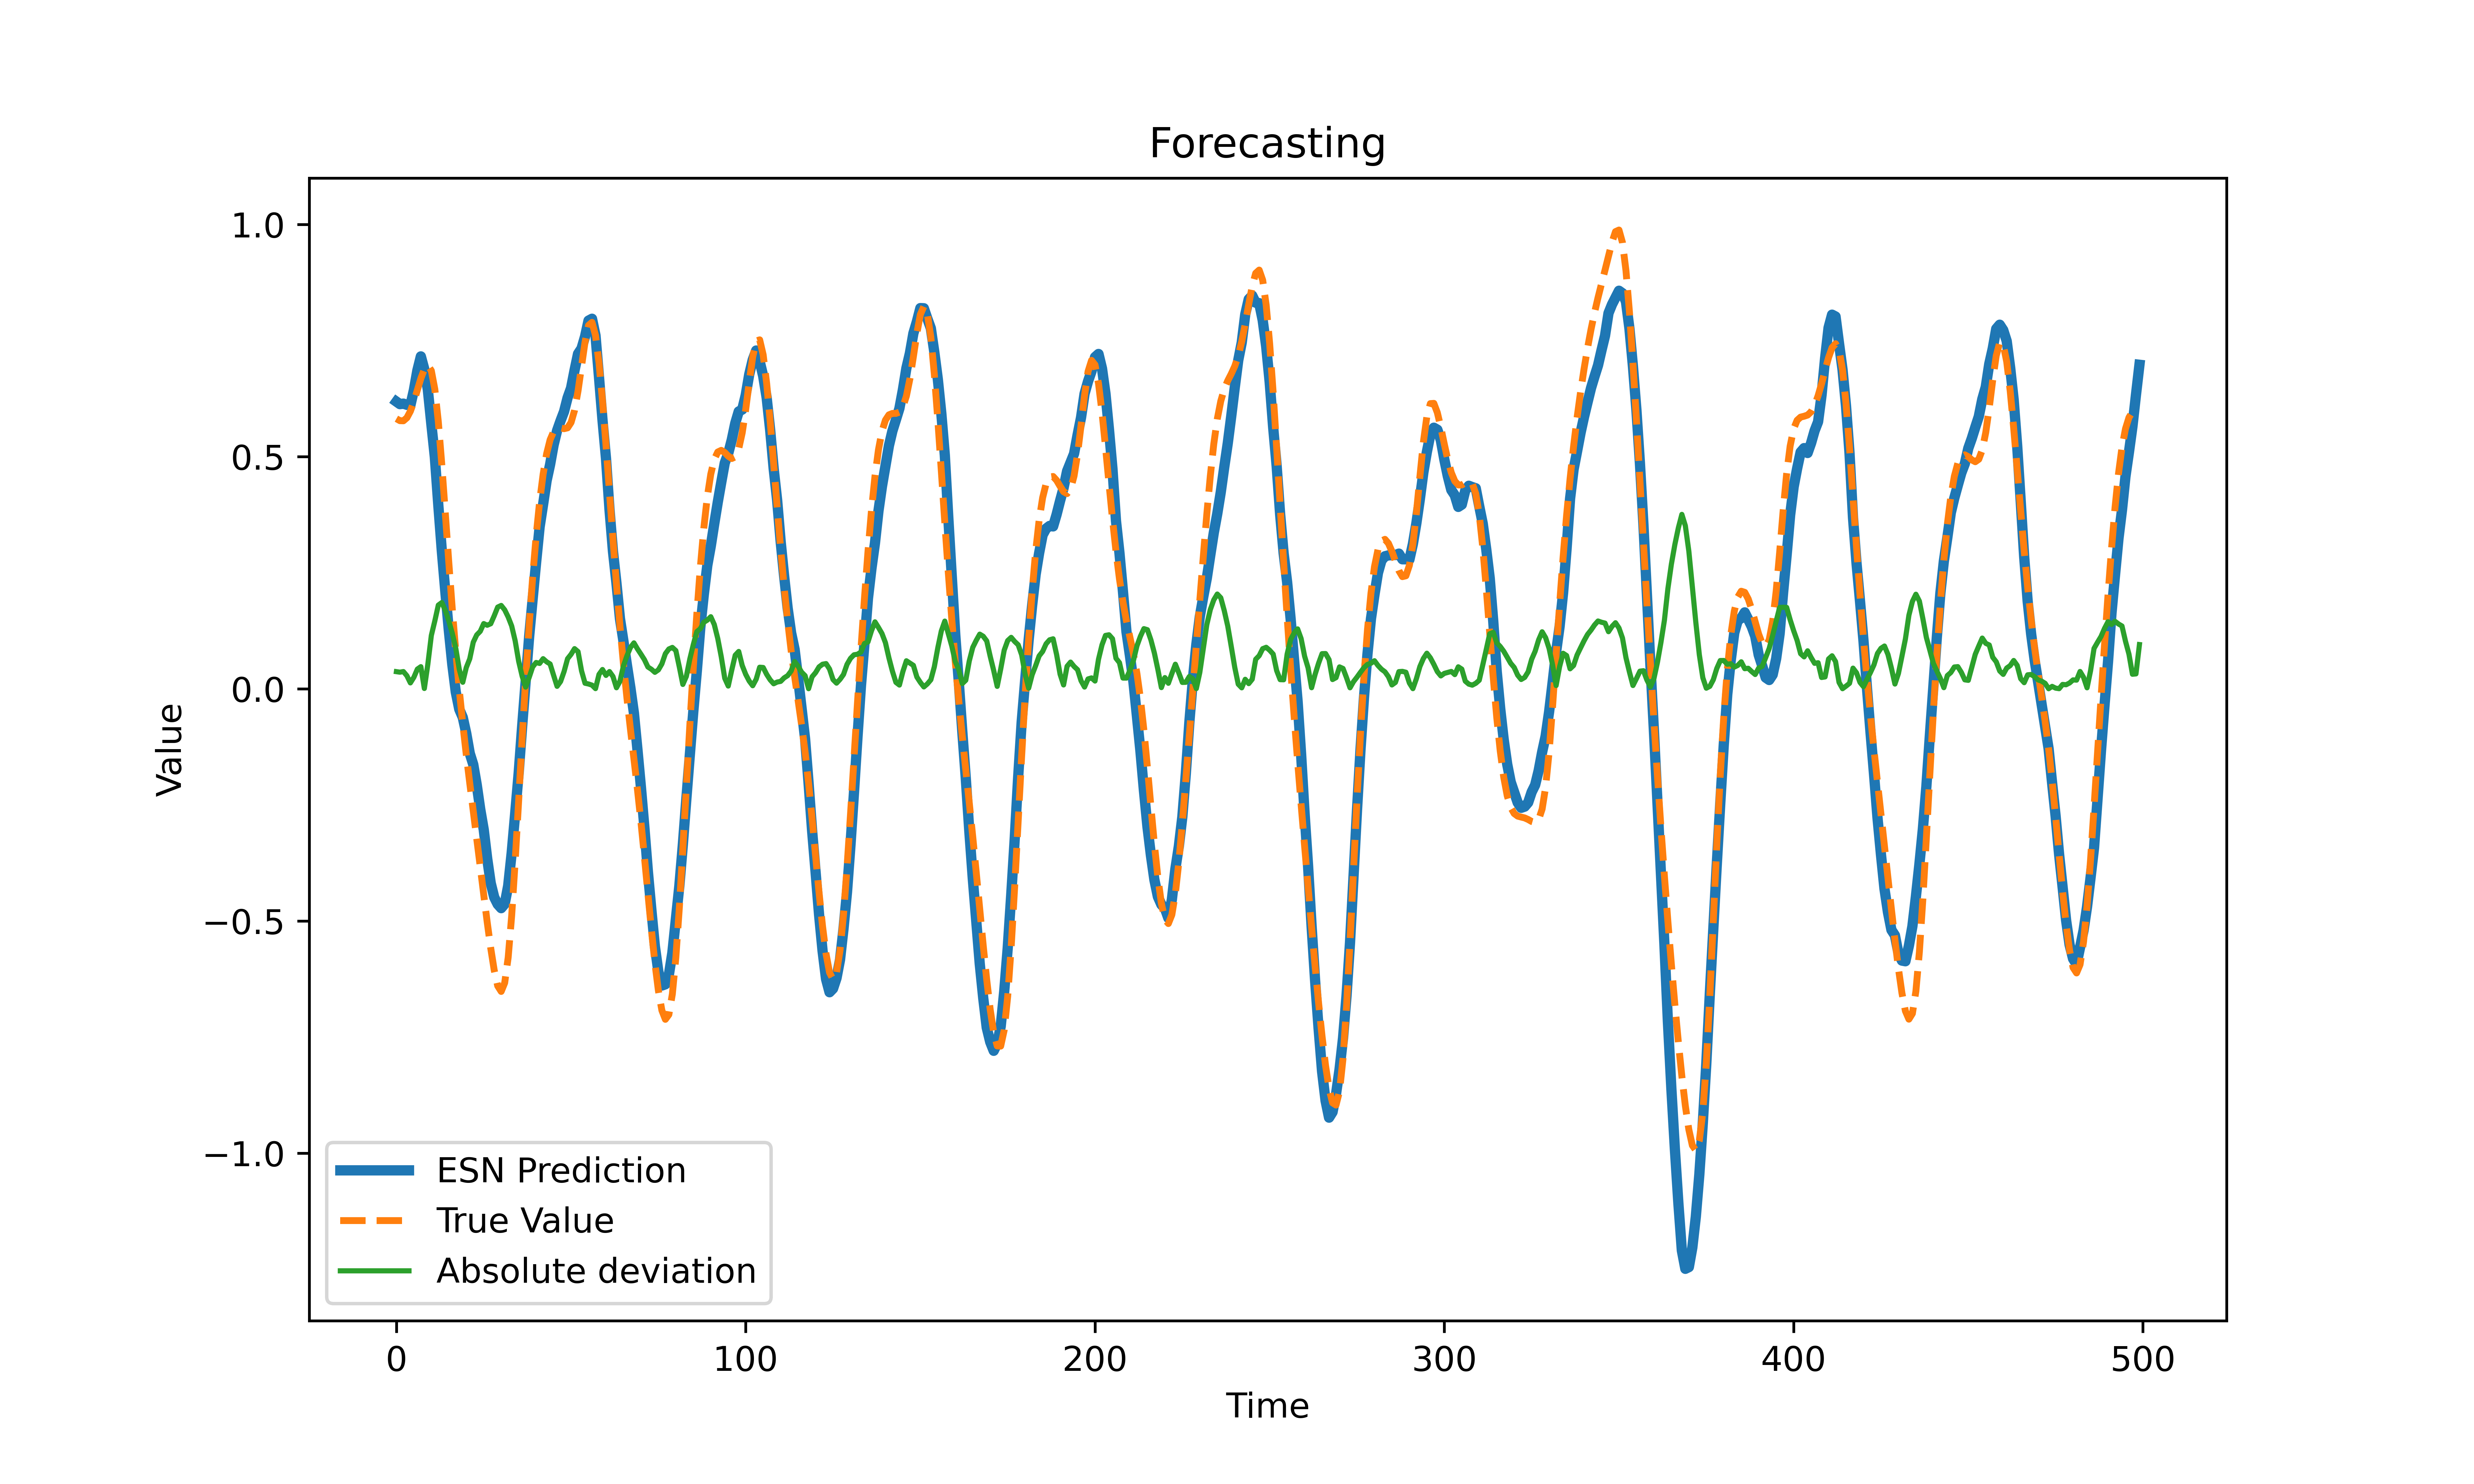 Forecasting
1.0
0.5
0.0
−0.5
−1.0
Value
ESN Prediction
True Value
Absolute deviation
0 100 200 300 400 500
Time